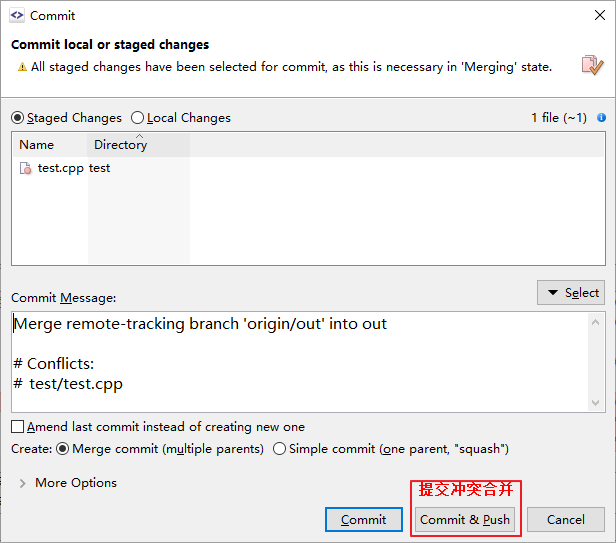 Commit
Commit local or staged changes
All staged changes have been selected for commit, as this is necessary in 'Merging' state.
Staged Changes Local Changes 1 file (~1)
Name Directory
test.cpp test
Commit Message: Select
Merge remote-tracking branch 'origin/out' into out
# Conflicts:
# test/test.cpp
Amend last commit instead of creating new one
Create: Merge commit (multiple parents) Simple commit (one parent, "squash")
More Options
提交冲突合并
Commit Commit & Push Cancel